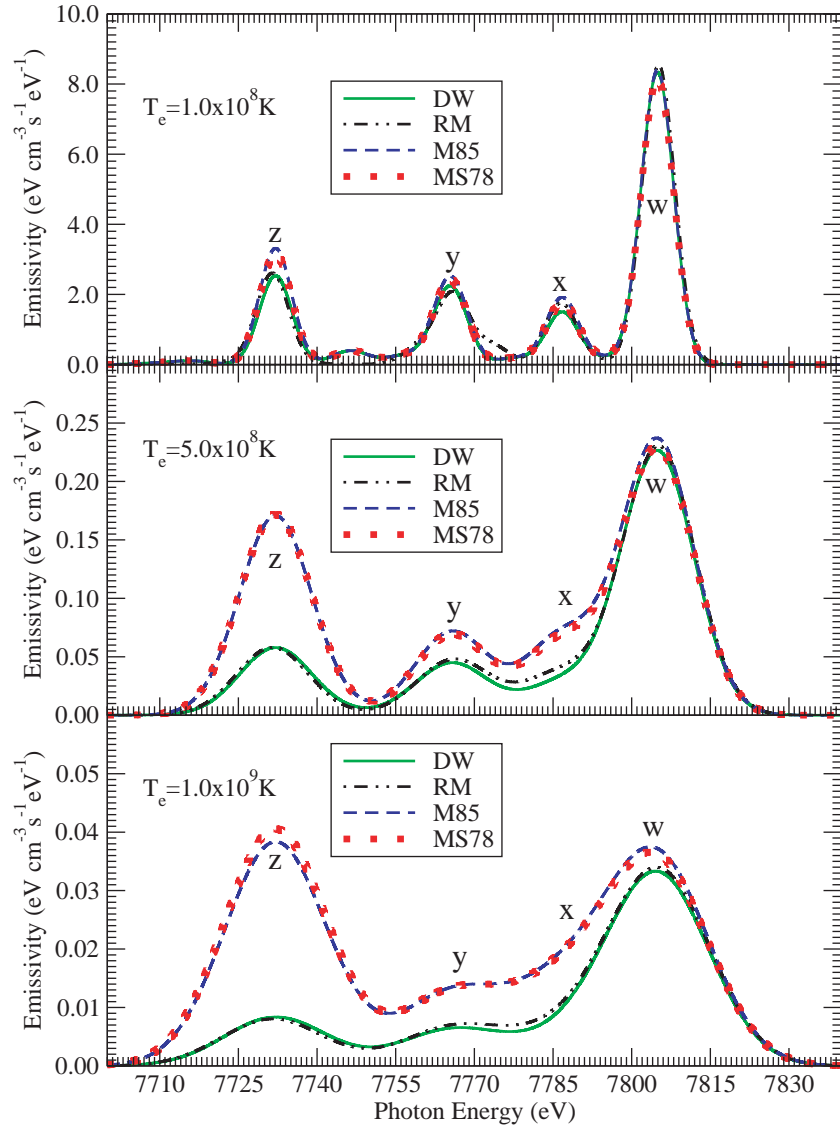 10.0
8.0
6.0
4.0
2.0
0.0
Emissivity (eV cm⁻³ s⁻¹ eV⁻¹)
Tₑ=1.0x10⁸K
DW
RM
M85
MS78
z
y
x
w
0.25
0.20
0.15
0.10
0.05
0.00
Emissivity (eV cm⁻³ s⁻¹ eV⁻¹)
Tₑ=5.0x10⁸K
DW
RM
M85
MS78
z
y
x
w
0.05
0.04
0.03
0.02
0.01
0.00
Emissivity (eV cm⁻³ s⁻¹ eV⁻¹)
Tₑ=1.0x10⁹K
DW
RM
M85
MS78
z
y
x
w
7710 7725 7740 7755 7770 7785 7800 7815 7830
Photon Energy (eV)